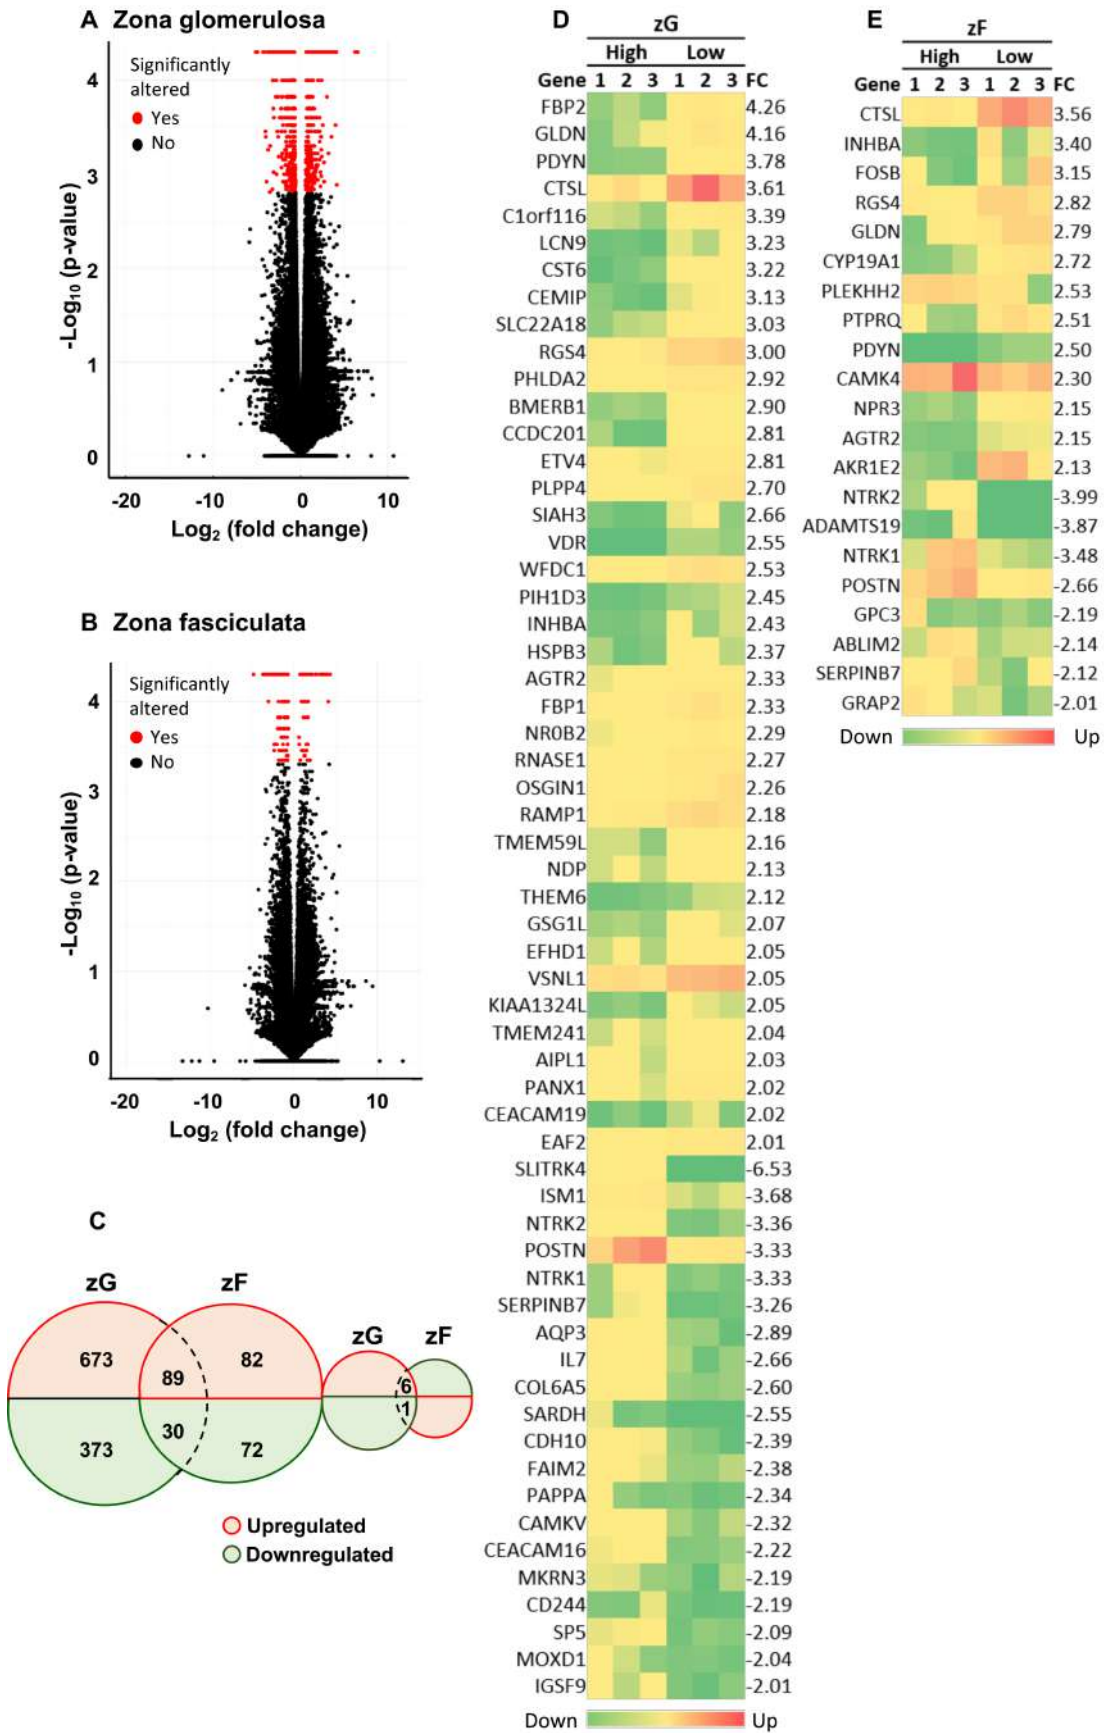 A Zona glomerulosa
Significantly
altered
Yes
No
4
3
2
1
0
-20 -10 0 10
-Log10 (p-value)
Log2 (fold change)
B Zona fasciculata
Significantly
altered
Yes
No
4
3
2
1
0
-20 -10 0 10
-Log10 (p-value)
Log2 (fold change)
C
zG zF
673 89 82
373 30 72
zG zF
6
1
Upregulated
Downregulated
D
zG
High Low
Gene 1 2 3 1 2 3 FC
FBP2 4.26
GLDN 4.16
PDYN 3.78
CTSL 3.61
C1orf116 3.39
LCN9 3.23
CST6 3.22
CEMIP 3.13
SLC22A18 3.03
RGS4 3.00
PHLDA2 2.92
BMERB1 2.90
CCDC201 2.81
ETV4 2.81
PLPP4 2.70
SIAH3 2.66
VDR 2.55
WFDC1 2.53
PIH1D3 2.45
INHBA 2.43
HSPB3 2.37
AGTR2 2.33
FBP1 2.33
NR0B2 2.29
RNASE1 2.27
OSGIN1 2.26
RAMP1 2.18
TMEM59L 2.16
NDP 2.13
THEM6 2.12
GSG1L 2.07
EFHD1 2.05
VSNL1 2.05
KIAA1324L 2.05
TMEM241 2.04
AIPL1 2.03
PANX1 2.02
CEACAM19 2.02
EAF2 2.01
SLITRK4 -6.53
ISM1 -3.68
NTRK2 -3.36
POSTN -3.33
NTRK1 -3.33
SERPINB7 -3.26
AQP3 -2.89
IL7 -2.66
COL6A5 -2.60
SARDH -2.55
CDH10 -2.39
FAIM2 -2.38
PAPPA -2.34
CAMKV -2.32
CEACAM16 -2.22
MKRN3 -2.19
CD244 -2.19
SP5 -2.09
MOXD1 -2.04
IGSF9 -2.01
Down Up
E
zF
High Low
Gene 1 2 3 1 2 3 FC
CTSL 3.56
INHBA 3.40
FOSB 3.15
RGS4 2.82
GLDN 2.79
CYP19A1 2.72
PLEKHH2 2.53
PTPRQ 2.51
PDYN 2.50
CAMK4 2.30
NPR3 2.15
AGTR2 2.15
AKR1E2 2.13
NTRK2 -3.99
ADAMTS19 -3.87
NTRK1 -3.48
POSTN -2.66
GPC3 -2.19
ABLIM2 -2.14
SERPINB7 -2.12
GRAP2 -2.01
Down Up